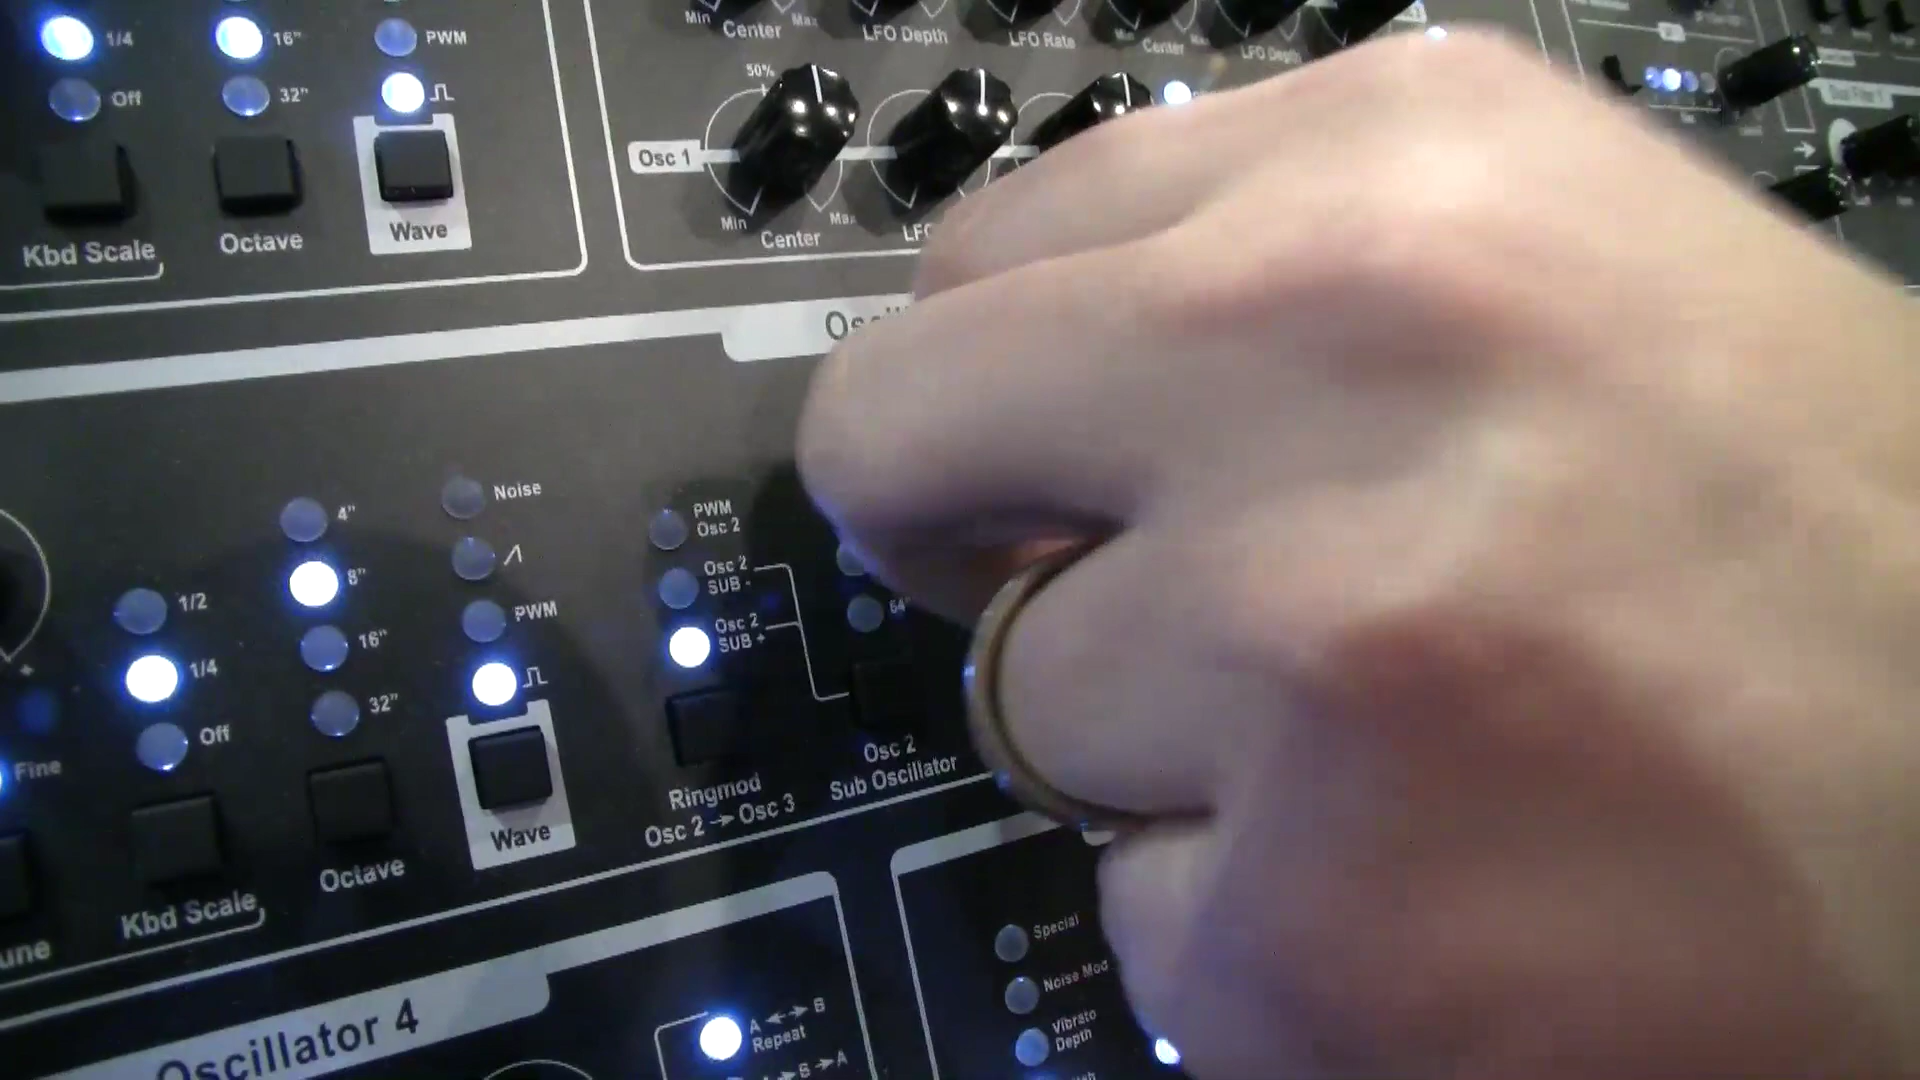 Min
Max
Center
LFO Depth
LFO Rate
Min
Center
LFO Depth
1/4
16"
PWM
Off
32"
50%
Osc 1
Min
Max
Center
LFO
Kbd Scale
Octave
Wave
Noise
4"
PWM
Osc 2
8"
Osc 2
SUB -
1/2
PWM
64"
16"
Osc 2
SUB +
1/4
32"
Off
Fine
Osc 2
Sub Oscillator
Ringmod
Osc 2 → Osc 3
Wave
Octave
Kbd Scale
une
Special
Noise Mod
Vibrato
Depth
A ↔ B
Repeat
B → A
Oscillator 4